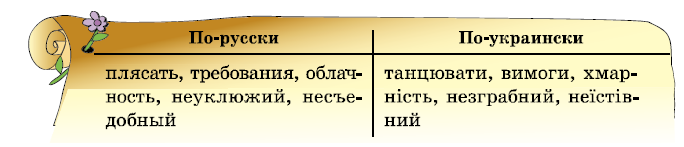 По-русски
По-украински
плясать, требования, облач-
ность, неуклюжий, несъе-
добный
танцювати, вимоги, хмар-
ність, незграбний, неїстів-
ний